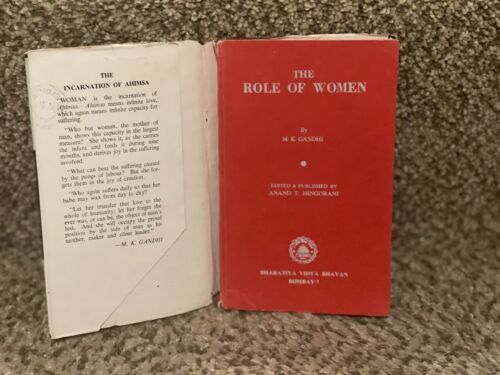 THE
INCARNATION OF AHIMSA
"WOMAN is the incarnation of
Ahimsa. Ahimsa means infinite love,
which again means infinite capacity for
suffering.
"Who but woman, the mother of
man, shows this capacity in the largest
measure? She shows it, as she carries
the infant and feeds it during nine
months, and derives joy in the suffering
involved.
"What can beat the suffering caused
by the pangs of labour? But she for-
gets them in the joy of creation.
"Who again suffers daily so that her
babe may wax from day to day?
"Let her transfer that love to the
whole of humanity; let her forget she
ever was, or can be, the object of man's
lust. And she will occupy the proud
position by the side of man as his
mother, maker and silent leader."
—M. K. GANDHI
THE
ROLE OF WOMEN
By
M K GANDHI
EDITED & PUBLISHED BY
ANAND T. HINGORANI
BHARATIYA VIDYA BHAVAN
BOMBAY-7